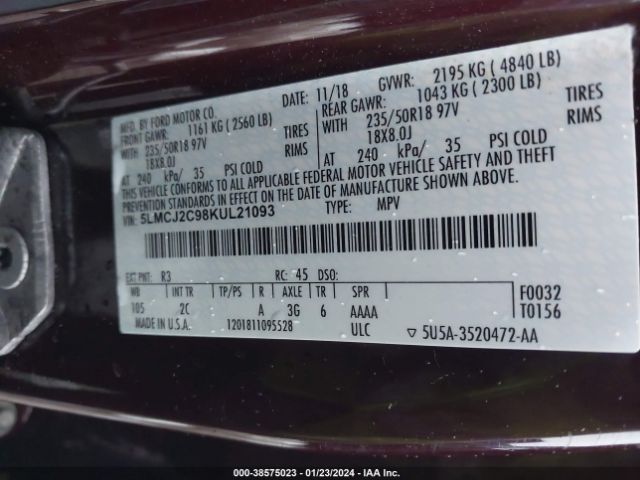 MFD. BY FORD MOTOR CO. DATE: 11/18 GVWR: 2195 KG ( 4840 LB)
FRONT GAWR: 1161 KG ( 2560 LB) REAR GAWR: 1043 KG ( 2300 LB)
WITH 235/50R18 97V TIRES WITH 235/50R18 97V TIRES
18X8.0J RIMS 18X8.0J RIMS
AT 240 kPa/ 35 PSI COLD AT 240 kPa/ 35 PSI COLD
THIS VEHICLE CONFORMS TO ALL APPLICABLE FEDERAL MOTOR VEHICLE SAFETY AND THEFT
PREVENTION STANDARDS IN EFFECT ON THE DATE OF MANUFACTURE SHOWN ABOVE.
VIN: 5LMCJ2C98KUL21093 TYPE: MPV
EXT PNT: R3 RC: 45 DSO:
WB INT TR TP/PS R AXLE TR SPR F0032
105 2C A 3G 6 AAAA T0156
MADE IN U.S.A. 1201811095528 ULC ▽ 5U5A-3520472-AA
000-38575023 — 01/23/2024 — IAAI.COM